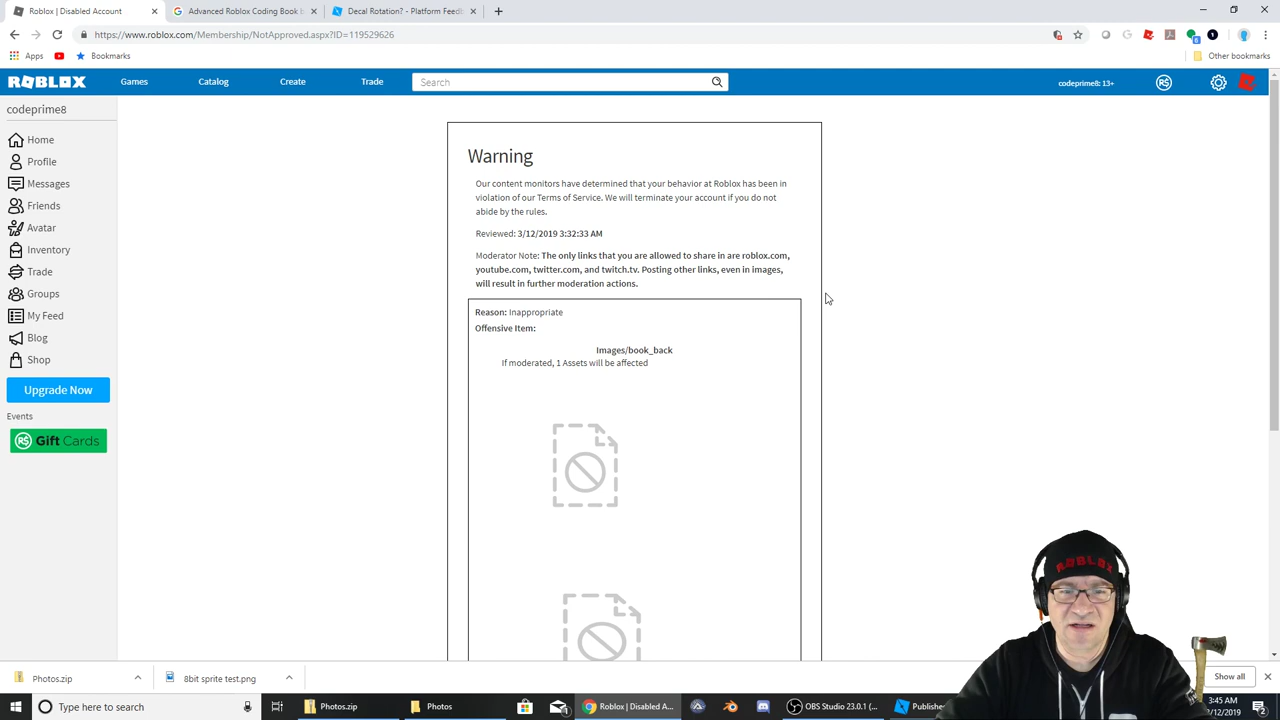 Roblox | Disabled Account
Advanced Roblox Coding Book b
Decal Rotation? - Platform Feedb
https://www.roblox.com/Membership/NotApproved.aspx?ID=119529626
Apps
Bookmarks
Other bookmarks
ROBLOX
Games
Catalog
Create
Trade
Search
codeprime8: 13+
codeprime8
Home
Profile
Messages
Friends
Avatar
Inventory
Trade
Groups
My Feed
Blog
Shop
Upgrade Now
Events
Gift Cards
Warning
Our content monitors have determined that your behavior at Roblox has been in
violation of our Terms of Service. We will terminate your account if you do not
abide by the rules.
Reviewed: 3/12/2019 3:32:33 AM
Moderator Note: The only links that you are allowed to share in are roblox.com,
youtube.com, twitter.com, and twitch.tv. Posting other links, even in images,
will result in further moderation actions.
Reason: Inappropriate
Offensive Item:
Images/book_back
If moderated, 1 Assets will be affected
ROBLOX
Photos.zip
8bit sprite test.png
Show all
Type here to search
Photos.zip
Photos
Roblox | Disabled A...
OBS Studio 23.0.1 (...
Publishe
3:45 AM
3/12/2019